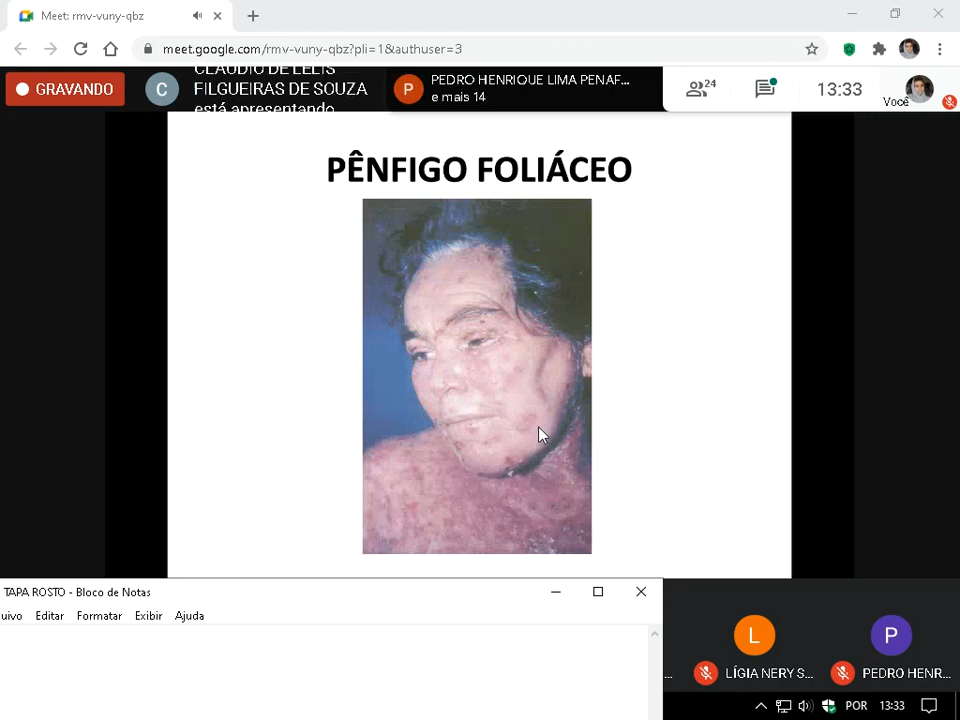 Meet: rmv-vuny-qbz
meet.google.com/rmv-vuny-qbz?pli=1&authuser=3
GRAVANDO
C
CLAUDIO DE LELIS
FILGUEIRAS DE SOUZA
está apresentando
P
PEDRO HENRIQUE LIMA PENAF...
e mais 14
24
13:33
Você
PÊNFIGO FOLIÁCEO
TAPA ROSTO - Bloco de Notas
uivo Editar Formatar Exibir Ajuda
L
P
...
LÍGIA NERY S...
PEDRO HENR...
POR 13:33